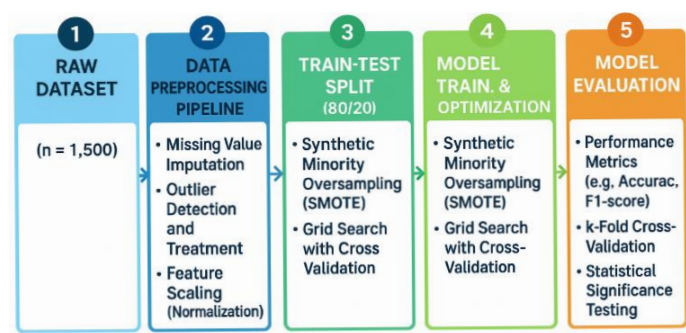 1
RAW
DATASET
(n = 1,500)
2
DATA
PREPROCESSING
PIPELINE
• Missing Value
Imputation
• Outlier
Detection
and
Treatment
• Feature
Scaling
(Normalization)
3
TRAIN-TEST
SPLIT
(80/20)
• Synthetic
Minority
Oversampling
(SMOTE)
• Grid Search
with Cross
Validation
4
MODEL
TRAIN. &
OPTIMIZATION
• Synthetic
Minority
Oversampling
(SMOTE)
• Grid Search
with Cross-
Validation
5
MODEL
EVALUATION
• Performance
Metrics
(e.g, Accurac,
F1-score)
• k-Fold Cross-
Validation
• Statistical
Significance
Testing